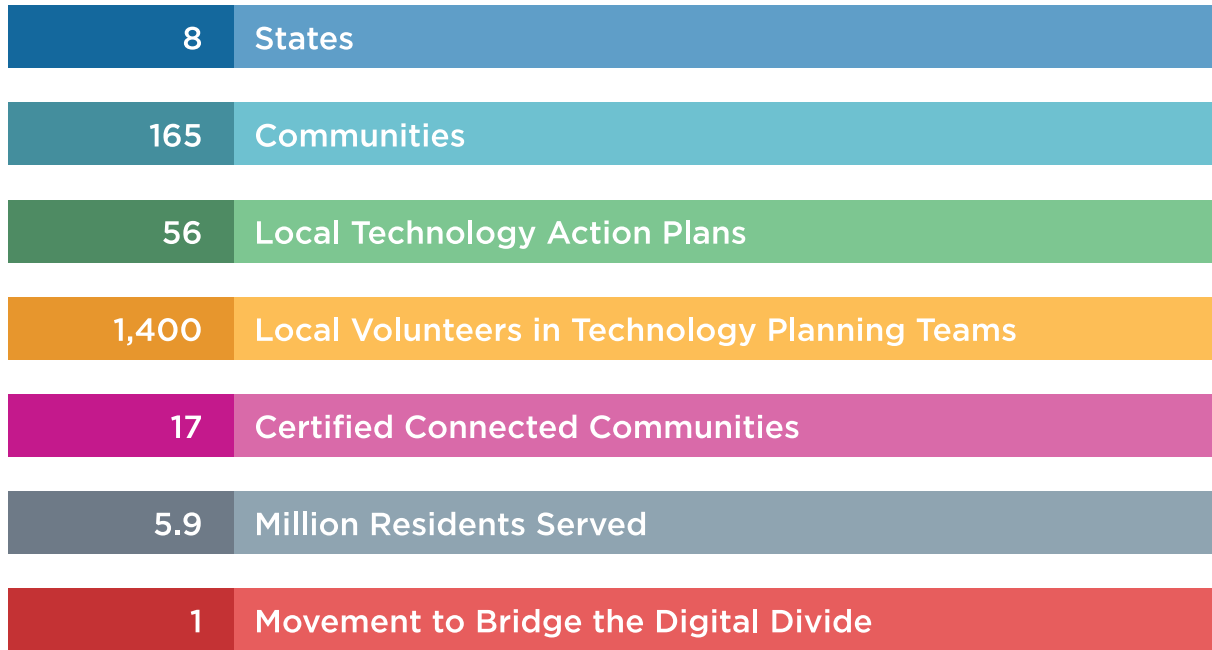 8 States
165 Communities
56 Local Technology Action Plans
1,400 Local Volunteers in Technology Planning Teams
17 Certified Connected Communities
5.9 Million Residents Served
1 Movement to Bridge the Digital Divide